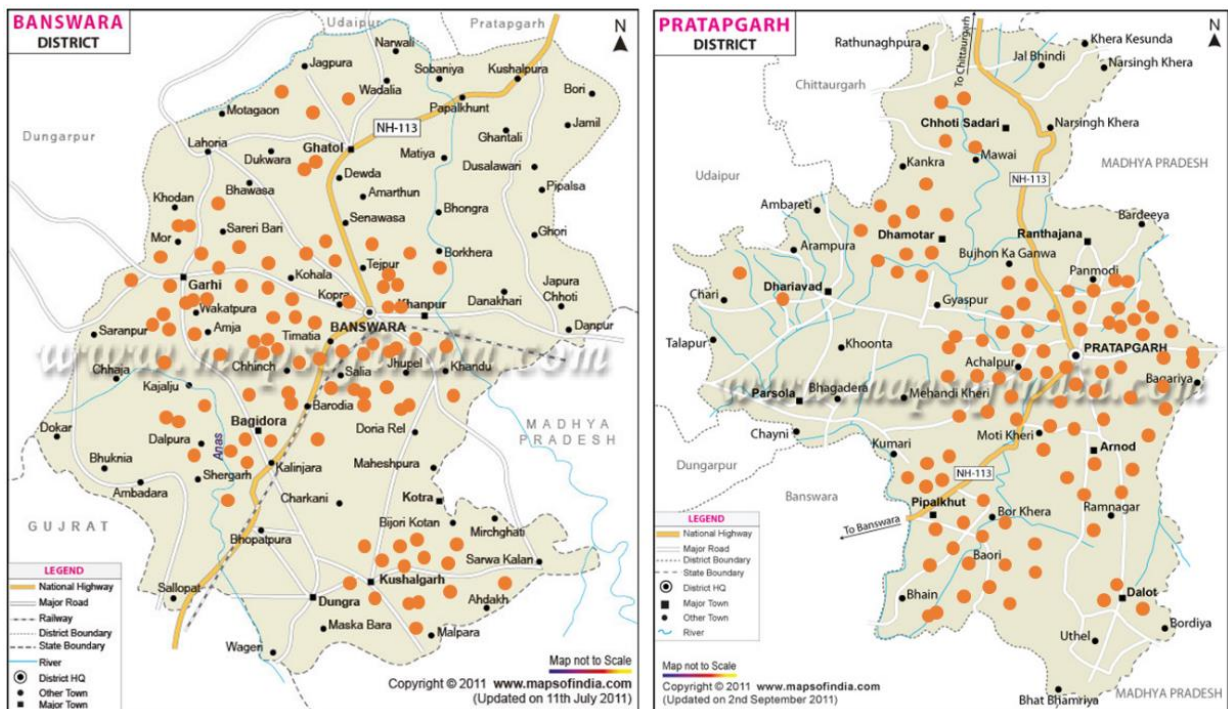 BANSWARA
DISTRICT
Udaipur
Pratapgarh
N
Narwali
Jagpura
Sobaniya
Kushalpura
Wadalia
Bori
Motagaon
Papalkhunt
NH-113
Jamil
Dungarpur
Ghantali
Lahoria
Ghatol
Dukwara
Matiya
Dusalawari
Dewda
Bhawasa
Amarthun
Pipalsa
Khodan
Bhongra
Senawasa
Sareri Bari
Ghori
Mor
Borkhera
Tejpur
Kohala
Garhi
Japura
Danakhari
Chhoti
Kopra
Khanpur
Wakatpura
BANSWARA
Saranpur
Amja
Timatia
Danpur
www.mapsofindia.com
Chhaja
Chhinch
Salia
Jhupel
Khandu
Kajalju
Barodia
MADHYA
PRADESH
Bagidora
Dokar
Dalpura
Anas
Doria Rel
Bhuknia
Kalinjara
Maheshpura
Shergarh
Ambadara
Charkani
Kotra
GUJRAT
Bijori Kotan
Mirchghati
Bhopatpura
Sarwa Kalan
LEGEND
National Highway
Major Road
Railway
District Boundary
State Boundary
River
District HQ
Other Town
Major Town
Sallopat
Kushalgarh
Dungra
Ahdakh
Maska Bara
Malpara
Wageri
Map not to Scale
Copyright © 2011 www.mapsofindia.com
(Updated on 11th July 2011)
PRATAPGARH
DISTRICT
To Chittaurgarh
N
Rathunaghpura
Khera Kesunda
Jal Bhindi
Narsingh Khera
Chittaurgarh
Chhoti Sadari
Narsingh Khera
Mawai
Kankra
MADHYA PRADESH
Udaipur
NH-113
Ambareti
Bardeeya
Dhamotar
Ranthajana
Arampura
Bujhon Ka Ganwa
Panmodi
Dhariavad
Chari
Gyaspur
Talapur
Khoonta
PRATAPGARH
Achalpur
www.mapsofindia.com
Bagariya
Bhagadera
Parsola
Mehandi Kheri
Chayni
Moti Kheri
Kumari
Arnod
Dungarpur
Banswara
NH-113
Pipalkhut
Bor Khera
Ramnagar
To Banswara
LEGEND
National Highway
Major Road
District Boundary
State Boundary
District HQ
Major Town
Other Town
River
Baori
Bhain
Dalot
Bordiya
Uthel
Map not to Scale
Copyright © 2011 www.mapsofindia.com
(Updated on 2nd September 2011)
Bhat Bhamriya
MADHYA PRADESH